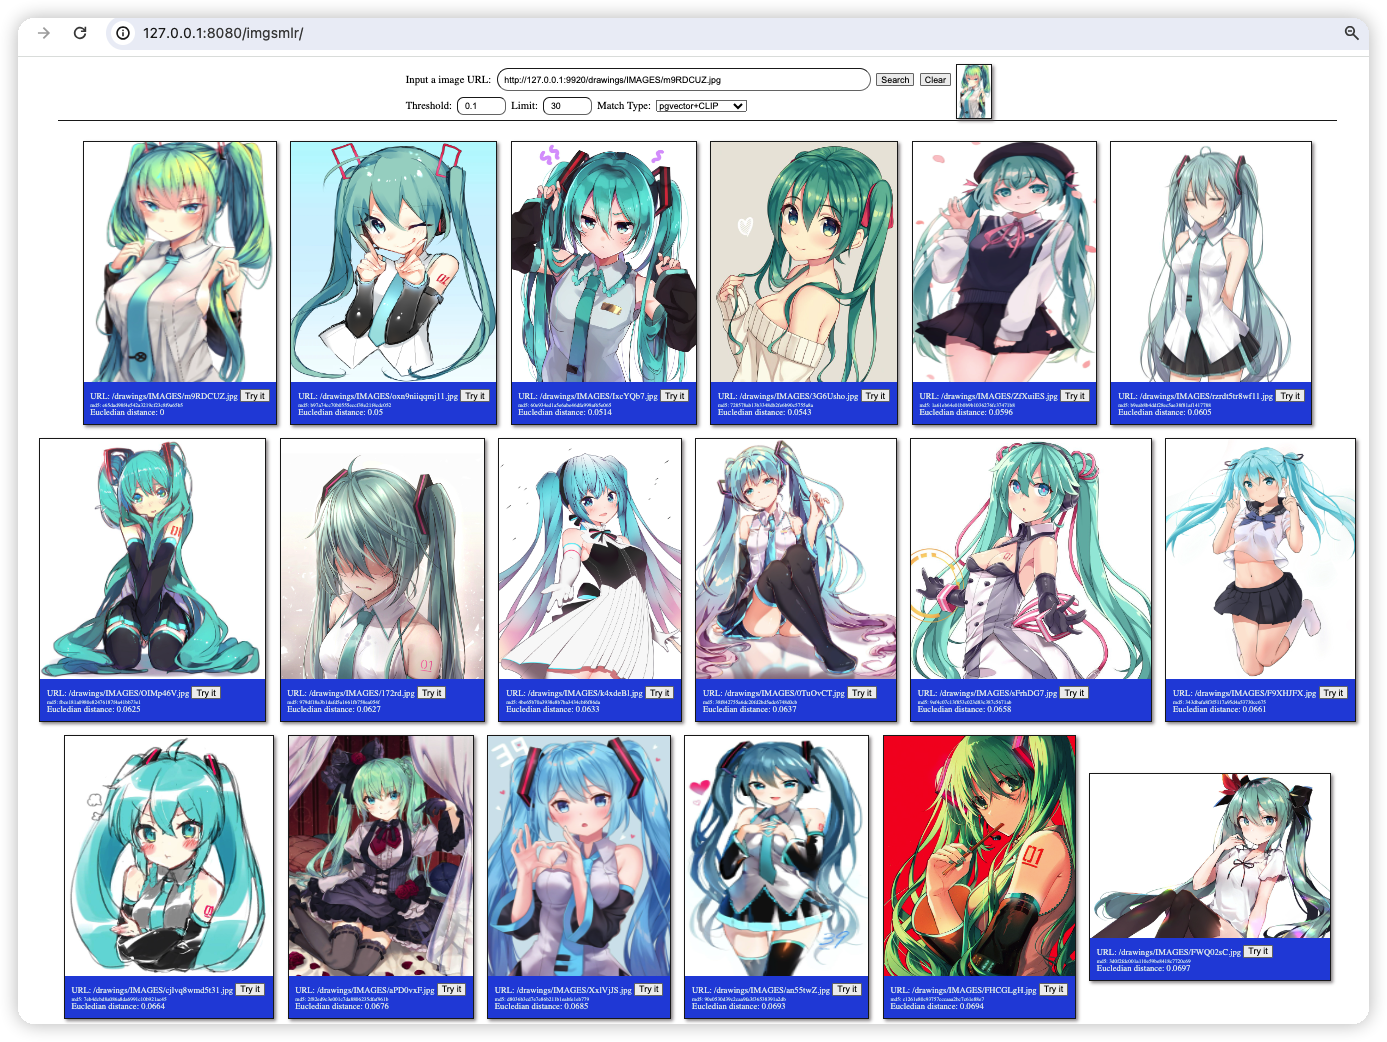 127.0.0.1:8080/imgsmlr/
Input a image URL: http://127.0.0.1:9920/drawings/IMAGES/m9RDCUZ.jpg Search Clear
Threshold: 0.1 Limit: 30 Match Type: pgvector+CLIP
URL: /drawings/IMAGES/m9RDCUZ.jpg Try it
Eucledian distance: 0
URL: /drawings/IMAGES/oxn9niiqqmj11.jpg Try it
Eucledian distance: 0.05
URL: /drawings/IMAGES/IxcYQb7.jpg Try it
Eucledian distance: 0.0514
URL: /drawings/IMAGES/3G6Usho.jpg Try it
Eucledian distance: 0.0543
URL: /drawings/IMAGES/ZfXuiES.jpg Try it
Eucledian distance: 0.0596
URL: /drawings/IMAGES/rzrdt5tr8wf11.jpg Try it
Eucledian distance: 0.0605
01
URL: /drawings/IMAGES/OIMp46V.jpg Try it
Eucledian distance: 0.0625
01
URL: /drawings/IMAGES/172rd.jpg Try it
Eucledian distance: 0.0627
URL: /drawings/IMAGES/k4xdeBl.jpg Try it
Eucledian distance: 0.0633
URL: /drawings/IMAGES/0TuOvCT.jpg Try it
Eucledian distance: 0.0637
URL: /drawings/IMAGES/sFrhDG7.jpg Try it
Eucledian distance: 0.0658
URL: /drawings/IMAGES/F9XHJFX.jpg Try it
Eucledian distance: 0.0661
URL: /drawings/IMAGES/cjlvq8wmd5t31.jpg Try it
Eucledian distance: 0.0664
URL: /drawings/IMAGES/aPD0vxF.jpg Try it
Eucledian distance: 0.0676
39
URL: /drawings/IMAGES/XxIVjJS.jpg Try it
Eucledian distance: 0.0685
URL: /drawings/IMAGES/an55twZ.jpg Try it
Eucledian distance: 0.0693
01
URL: /drawings/IMAGES/FHCGLgH.jpg Try it
Eucledian distance: 0.0694
URL: /drawings/IMAGES/FWQ02sC.jpg Try it
Eucledian distance: 0.0697